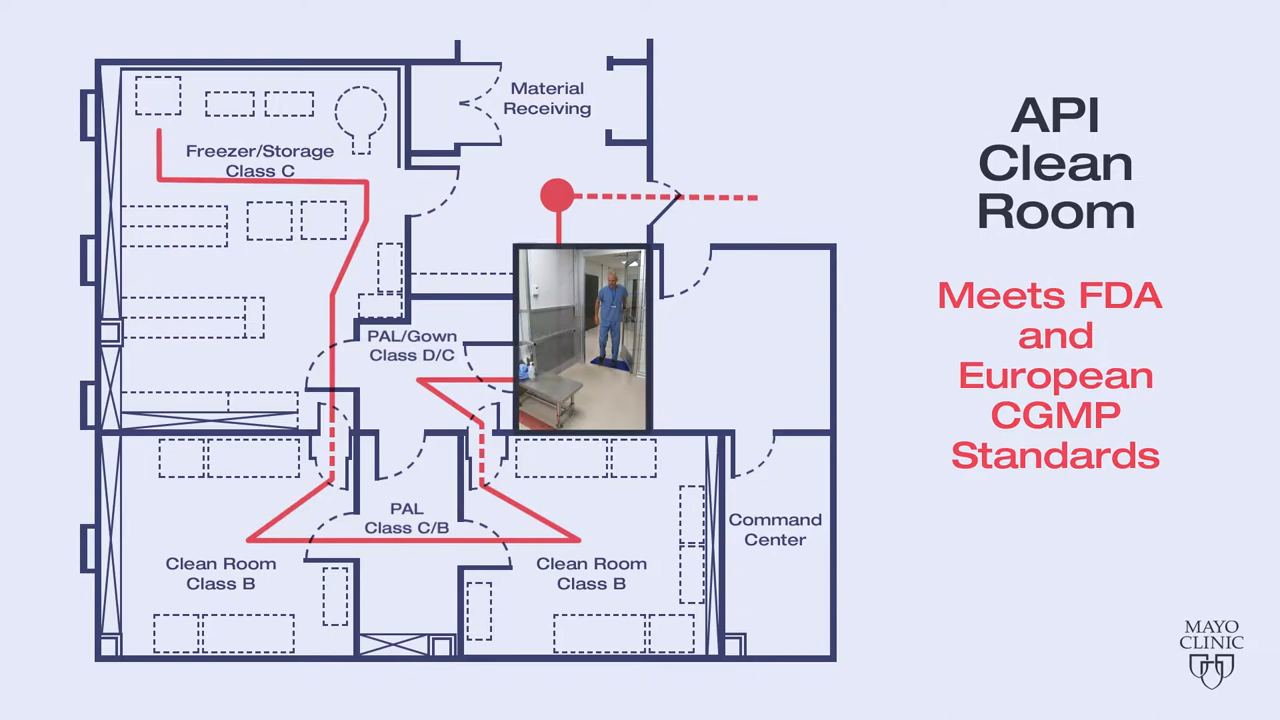 Material
Receiving
Freezer/Storage
Class C
PAL/Gown
Class D/C
PAL
Class C/B
Clean Room
Class B
Clean Room
Class B
Command
Center
API
Clean
Room
Meets FDA
and
European
CGMP
Standards
MAYO
CLINIC